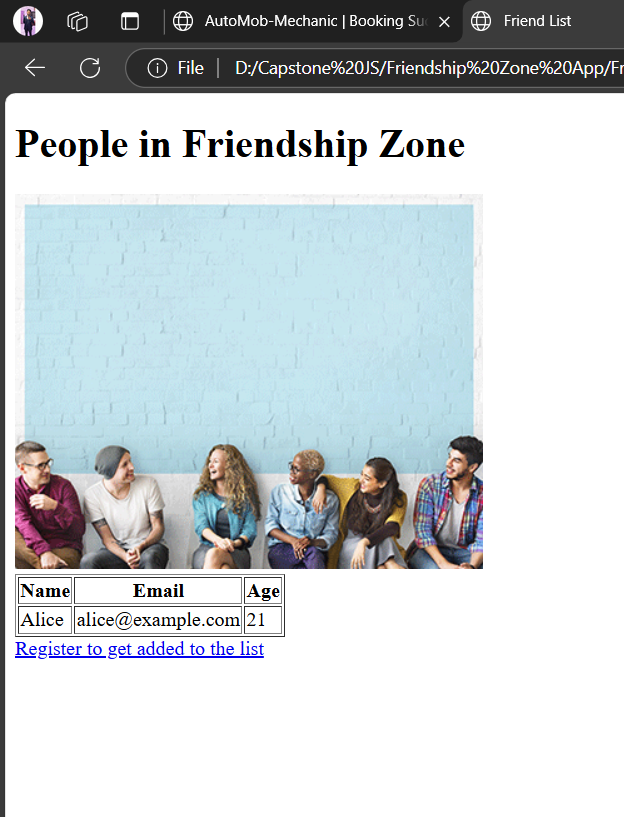 AutoMob-Mechanic | Booking Su
Friend List
File
D:/Capstone%20JS/Friendship%20Zone%20App/Fr
People in Friendship Zone
Name Email Age
Alice alice@example.com 21
Register to get added to the list